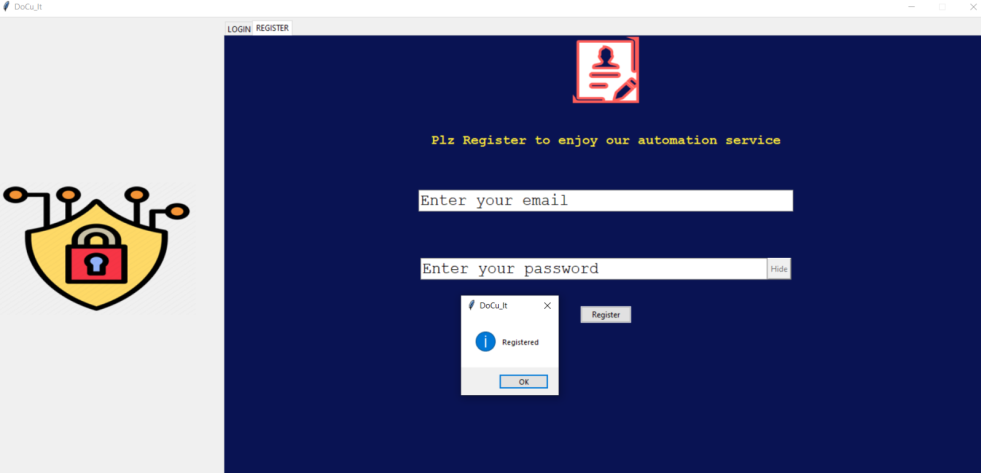 DoCu_It
LOGIN
REGISTER
Plz Register to enjoy our automation service
Enter your email
Enter your password
Hide
Register
DoCu_It
Registered
OK